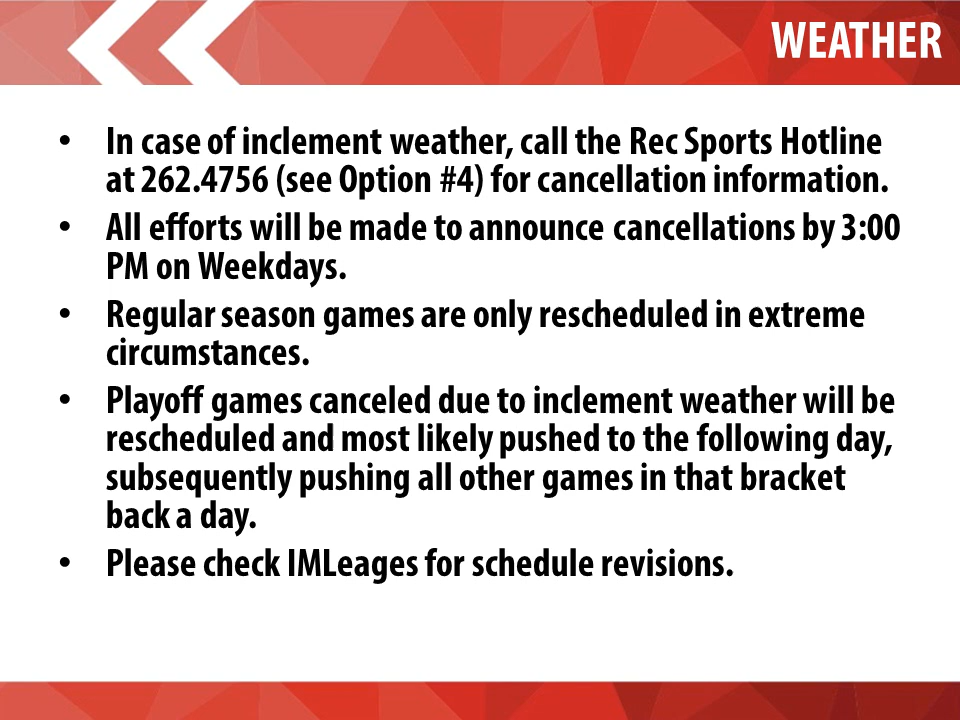 WEATHER
• In case of inclement weather, call the Rec Sports Hotline
at 262.4756 (see Option #4) for cancellation information.
• All efforts will be made to announce cancellations by 3:00
PM on Weekdays.
• Regular season games are only rescheduled in extreme
circumstances.
• Playoff games canceled due to inclement weather will be
rescheduled and most likely pushed to the following day,
subsequently pushing all other games in that bracket
back a day.
• Please check IMLeages for schedule revisions.